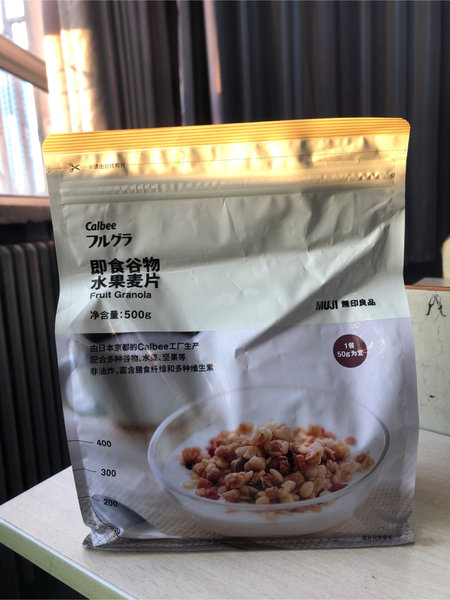 Calbee
フルグラ
即食谷物
水果麦片
Fruit Granola
净含量:500g
MUJI 無印良品
由日本京都的Calbee工厂生产
配合多种谷物、水果、坚果等
非油炸,富含膳食纤维和多种维生素
1餐
50g为宜
400
300
200